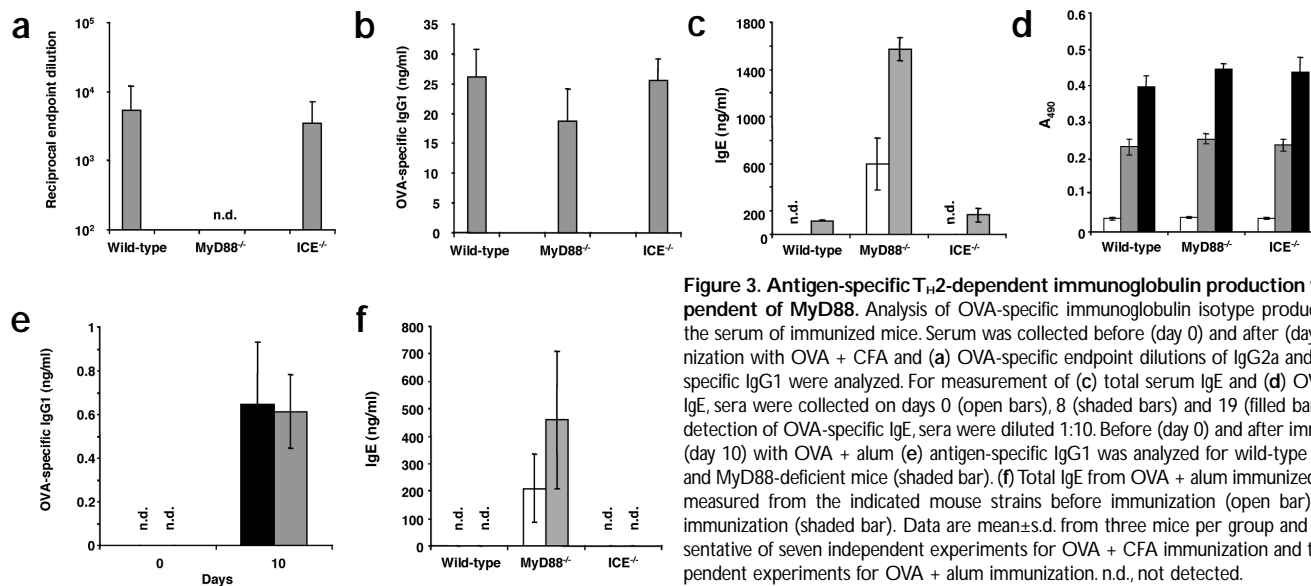 a
Reciprocal endpoint dilution
10⁵
10⁴
10³
10²
n.d.
Wild-type MyD88⁻/⁻ ICE⁻/⁻
b
OVA-specific IgG1 (ng/ml)
35
30
25
20
15
10
5
0
Wild-type MyD88⁻/⁻ ICE⁻/⁻
c
IgE (ng/ml)
1800
1400
1000
600
200
n.d. n.d.
Wild-type MyD88⁻/⁻ ICE⁻/⁻
d
A₄₉₀
0.6
0.5
0.4
0.3
0.2
0.1
0
Wild-type MyD88⁻/⁻ ICE⁻/⁻
e
OVA-specific IgG1 (ng/ml)
1
0.8
0.6
0.4
0.2
0
n.d. n.d.
0 10
Days
f
IgE (ng/ml)
800
700
600
500
400
300
200
100
0
n.d. n.d. n.d. n.d.
Wild-type MyD88⁻/⁻ ICE⁻/⁻
Figure 3. Antigen-specific T_H2-dependent immunoglobulin production
pendent of MyD88. Analysis of OVA-specific immunoglobulin isotype produ
the serum of immunized mice. Serum was collected before (day 0) and after (day
nization with OVA + CFA and (a) OVA-specific endpoint dilutions of IgG2a and
specific IgG1 were analyzed. For measurement of (c) total serum IgE and (d) OV
IgE, sera were collected on days 0 (open bars), 8 (shaded bars) and 19 (filled bar
detection of OVA-specific IgE, sera were diluted 1:10. Before (day 0) and after imm
(day 10) with OVA + alum (e) antigen-specific IgG1 was analyzed for wild-type
and MyD88-deficient mice (shaded bar). (f) Total IgE from OVA + alum immunized
measured from the indicated mouse strains before immunization (open bar)
immunization (shaded bar). Data are mean±s.d. from three mice per group and
sentative of seven independent experiments for OVA + CFA immunization and t
pendent experiments for OVA + alum immunization. n.d., not detected.